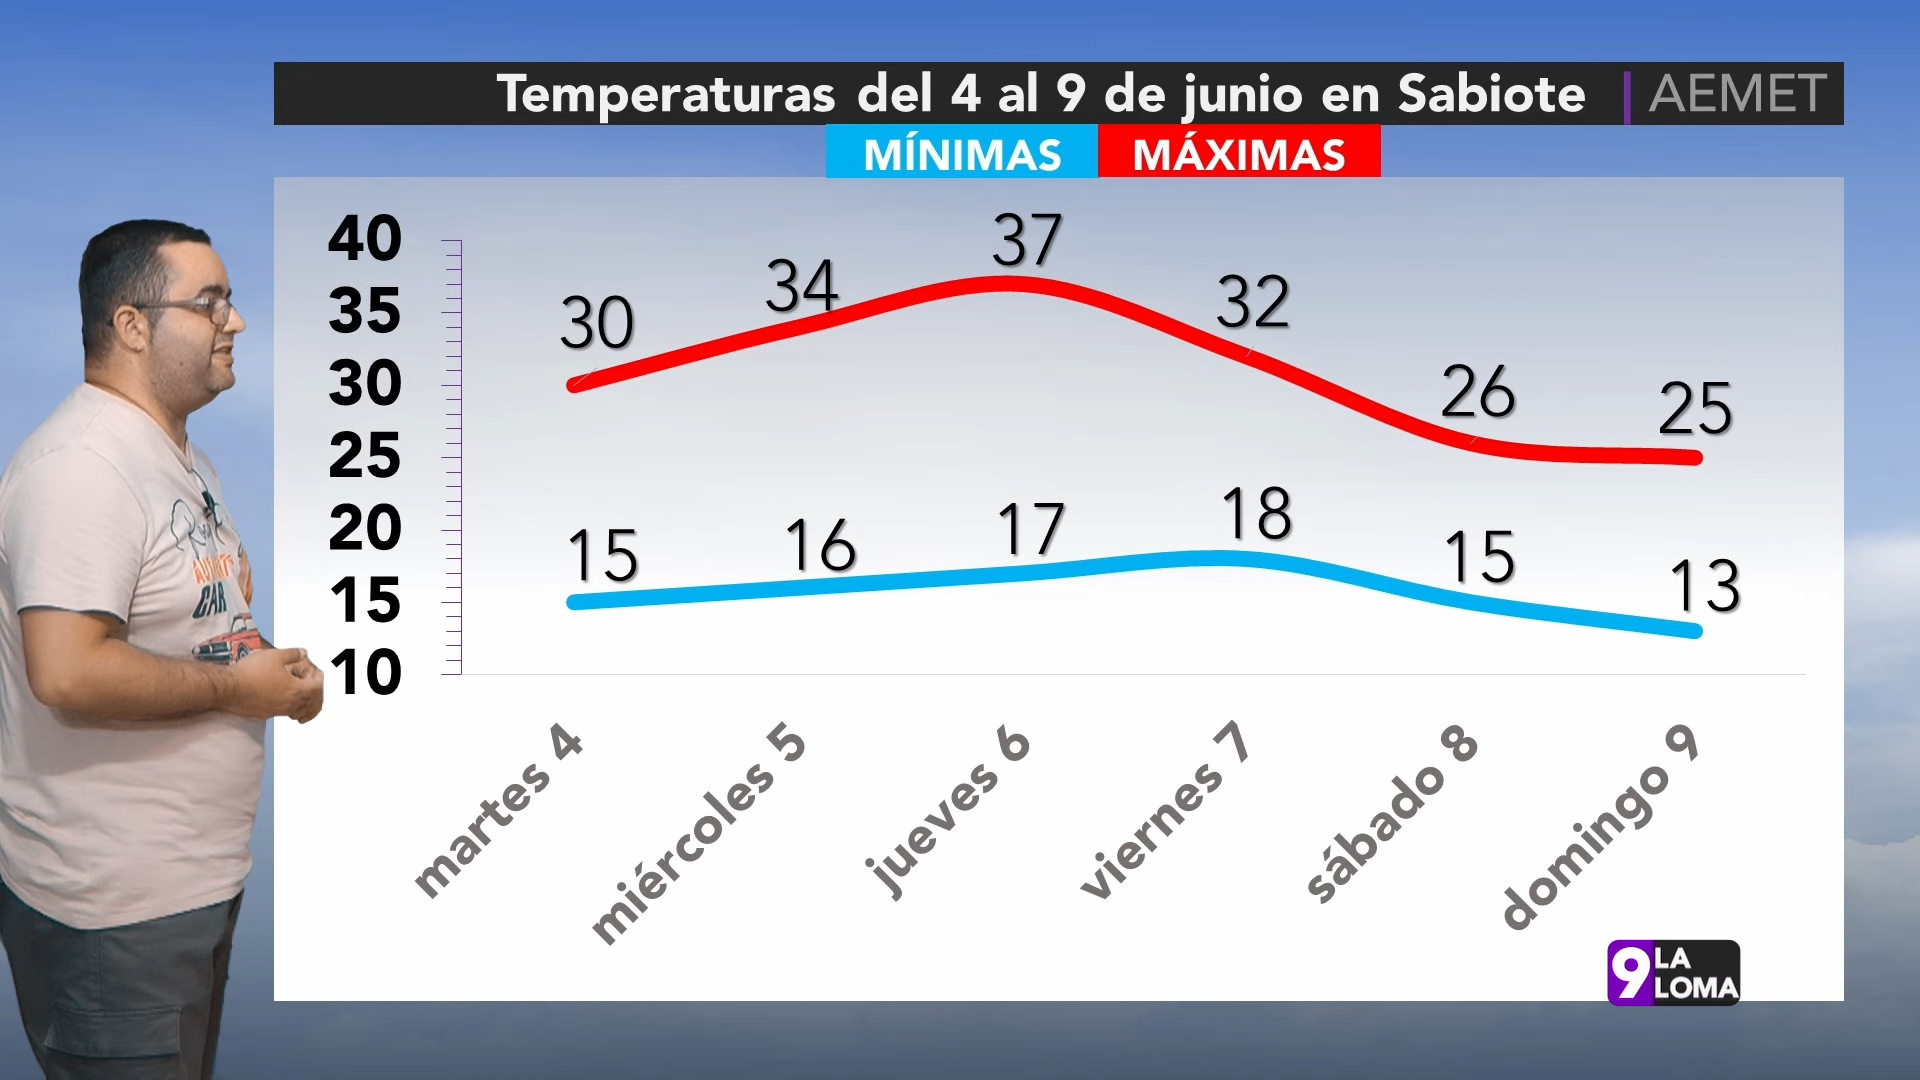 Temperaturas del 4 al 9 de junio en Sabiote | AEMET
MÍNIMAS MÁXIMAS
40
35
30
25
20
15
10
30 34 37 32 26 25
15 16 17 18 15 13
martes 4
miércoles 5
jueves 6
viernes 7
sábado 8
domingo 9
CAR
9 LA
LOMA